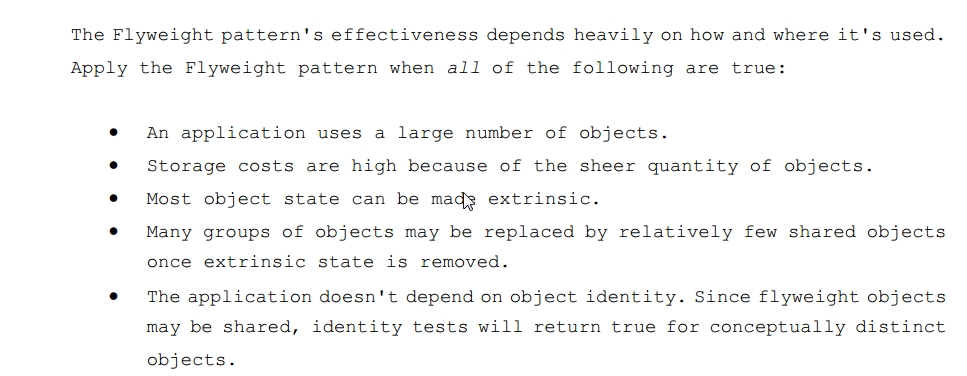 The Flyweight pattern's effectiveness depends heavily on how and where it's used.
Apply the Flyweight pattern when all of the following are true:
● An application uses a large number of objects.
● Storage costs are high because of the sheer quantity of objects.
● Most object state can be made extrinsic.
● Many groups of objects may be replaced by relatively few shared objects
once extrinsic state is removed.
● The application doesn't depend on object identity. Since flyweight objects
may be shared, identity tests will return true for conceptually distinct
objects.